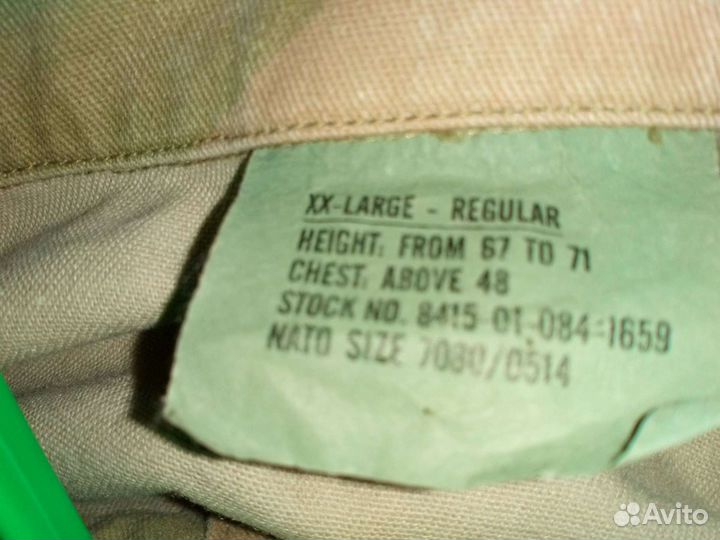 XX-LARGE - REGULAR
HEIGHT: FROM 67 TO 71
CHEST: ABOVE 48
STOCK NO. 8415-01-084-1659
NATO SIZE 7080/0514
Avito